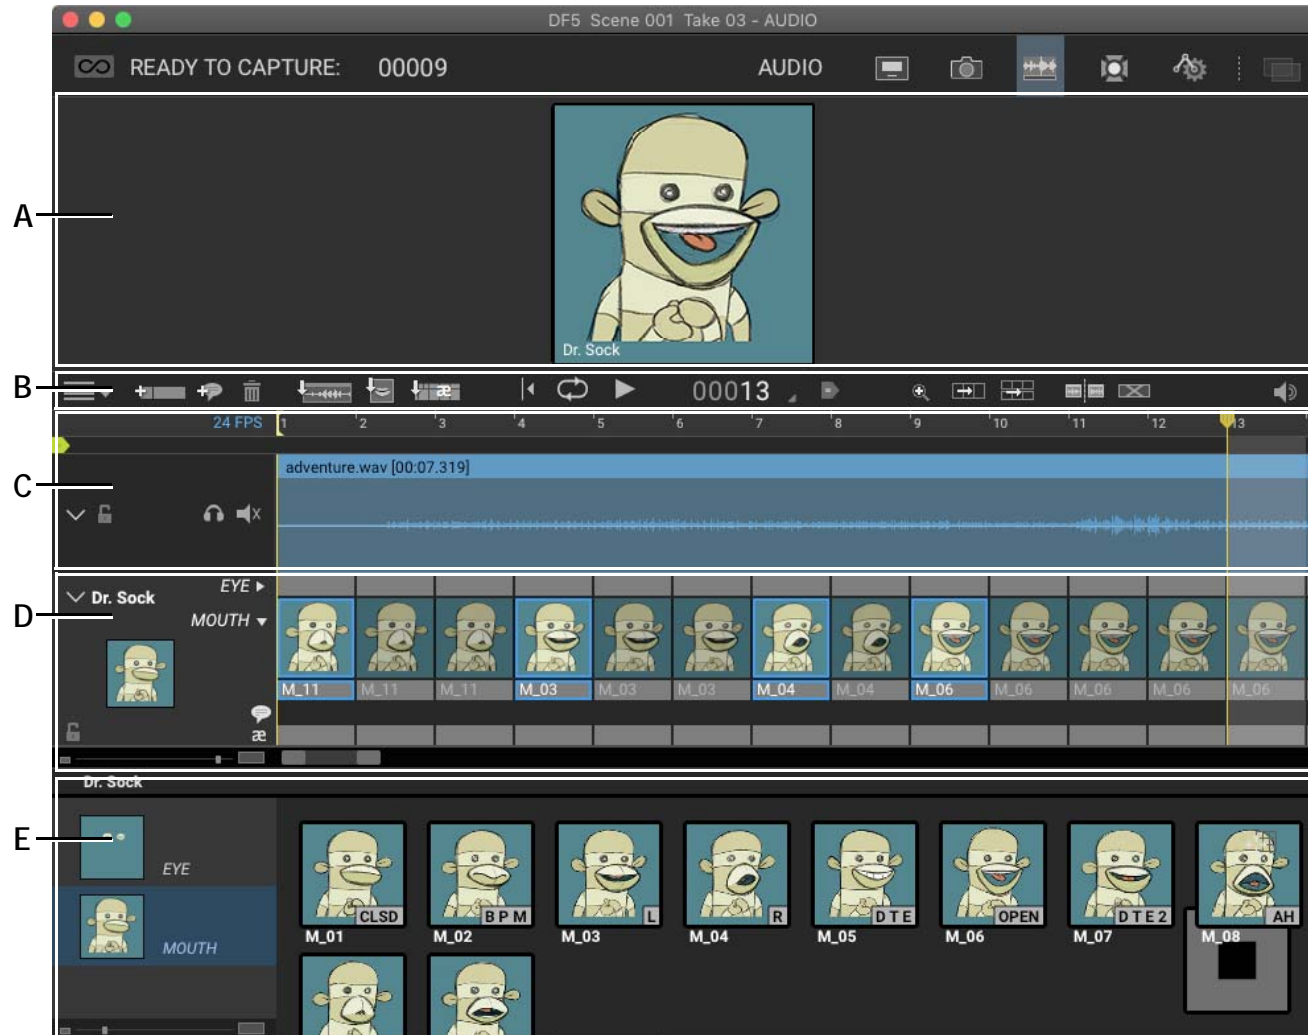 DF5 Scene 001 Take 03 - AUDIO
READY TO CAPTURE: 00009 AUDIO
A
Dr. Sock
B
æ
00013
24 FPS 1 2 3 4 5 6 7 8 9 10 11 12 13
C
adventure.wav [00:07.319]
D
Dr. Sock
EYE
MOUTH
M_11 M_11 M_11 M_03 M_03 M_03 M_04 M_04 M_06 M_06 M_06 M_06 M_06
æ
Dr. Sock
E
EYE
MOUTH
CLSD B P M L R D T E OPEN D T E 2 AH
M_01 M_02 M_03 M_04 M_05 M_06 M_07 M_08